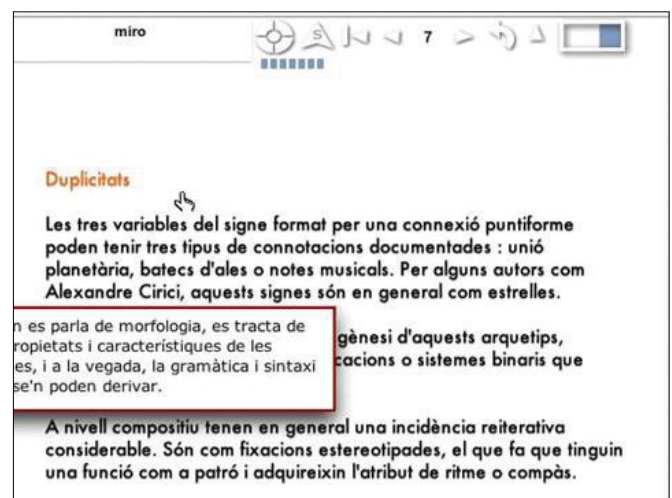 miro
S
7
Duplicitats
Les tres variables del signe format per una connexió puntiforme
poden tenir tres tipus de connotacions documentades : unió
planetària, batecs d'ales o notes musicals. Per alguns autors com
Alexandre Cirici, aquests signes són en general com estrelles.
n es parla de morfologia, es tracta de
ropietats i característiques de les
es, i a la vegada, la gramàtica i sintaxi
se'n poden derivar.
gènesi d'aquests arquetips,
cacions o sistemes binaris que
A nivell compositiu tenen en general una incidència reiterativa
considerable. Són com fixacions estereotipades, el que fa que tinguin
una funció com a patró i adquireixin l'atribut de ritme o compàs.